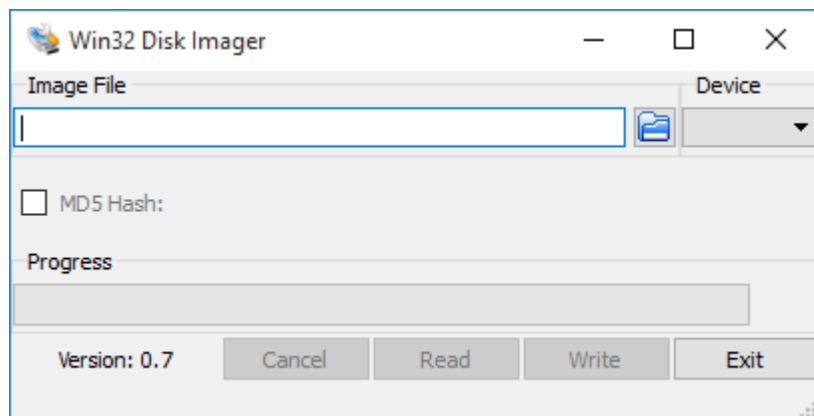 Win32 Disk Imager
Image File Device
MD5 Hash:
Progress
Version: 0.7 Cancel Read Write Exit